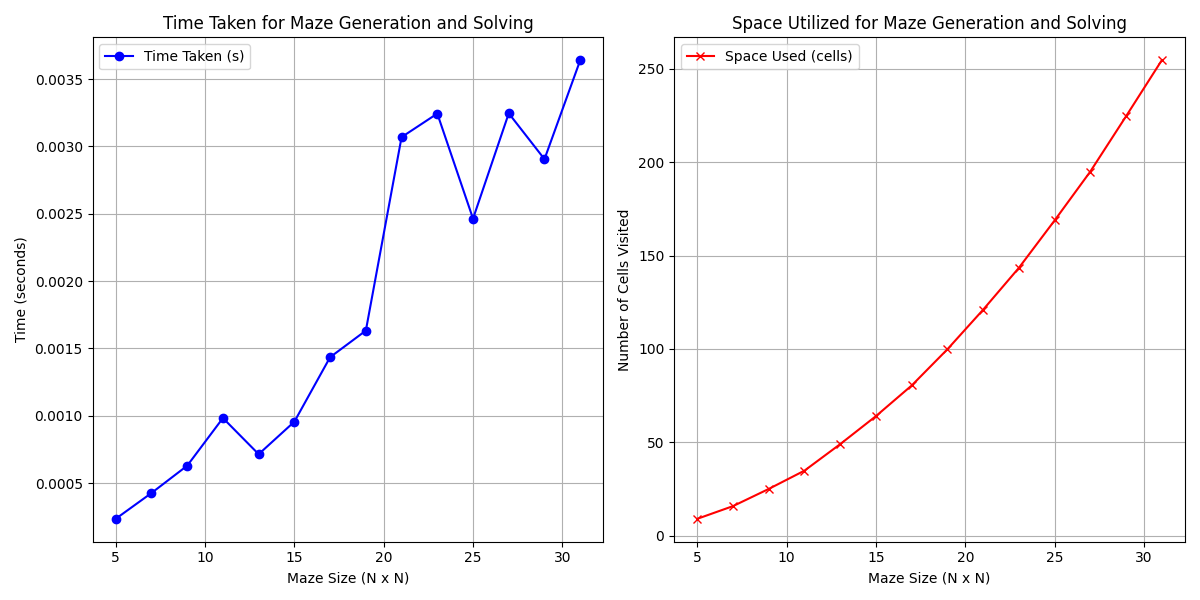 Time Taken for Maze Generation and Solving
Time Taken (s)
0.0035
0.0030
0.0025
0.0020
0.0015
0.0010
0.0005
Time (seconds)
5 10 15 20 25 30
Maze Size (N x N)
Space Utilized for Maze Generation and Solving
Space Used (cells)
250
200
150
100
50
0
Number of Cells Visited
5 10 15 20 25 30
Maze Size (N x N)